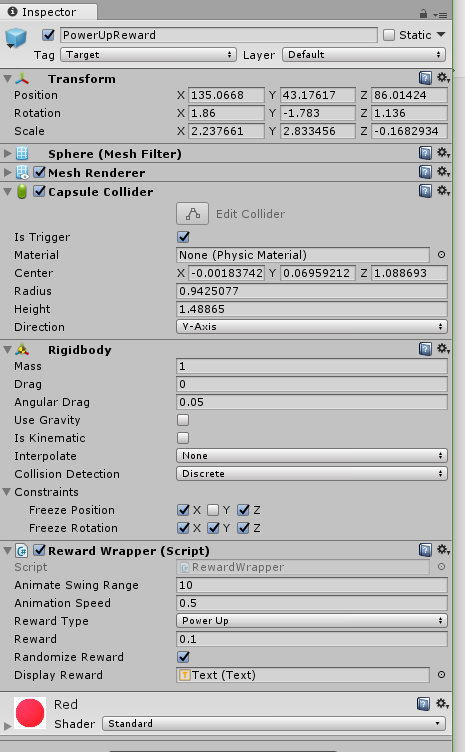 Inspector
PowerUpReward Static
Tag Target Layer Default
Transform
Position X 135.0668 Y 43.17617 Z 86.01424
Rotation X 1.86 Y -1.783 Z 1.136
Scale X 2.237661 Y 2.833456 Z -0.1682934
Sphere (Mesh Filter)
Mesh Renderer
Capsule Collider
Edit Collider
Is Trigger
Material None (Physic Material)
Center X -0.00183742 Y 0.06959212 Z 1.088693
Radius 0.9425077
Height 1.48865
Direction Y-Axis
Rigidbody
Mass 1
Drag 0
Angular Drag 0.05
Use Gravity
Is Kinematic
Interpolate None
Collision Detection Discrete
Constraints
Freeze Position X Y Z
Freeze Rotation X Y Z
C# Reward Wrapper (Script)
Script RewardWrapper
Animate Swing Range 10
Animation Speed 0.5
Reward Type Power Up
Reward 0.1
Randomize Reward
Display Reward T Text (Text)
Red
Shader Standard